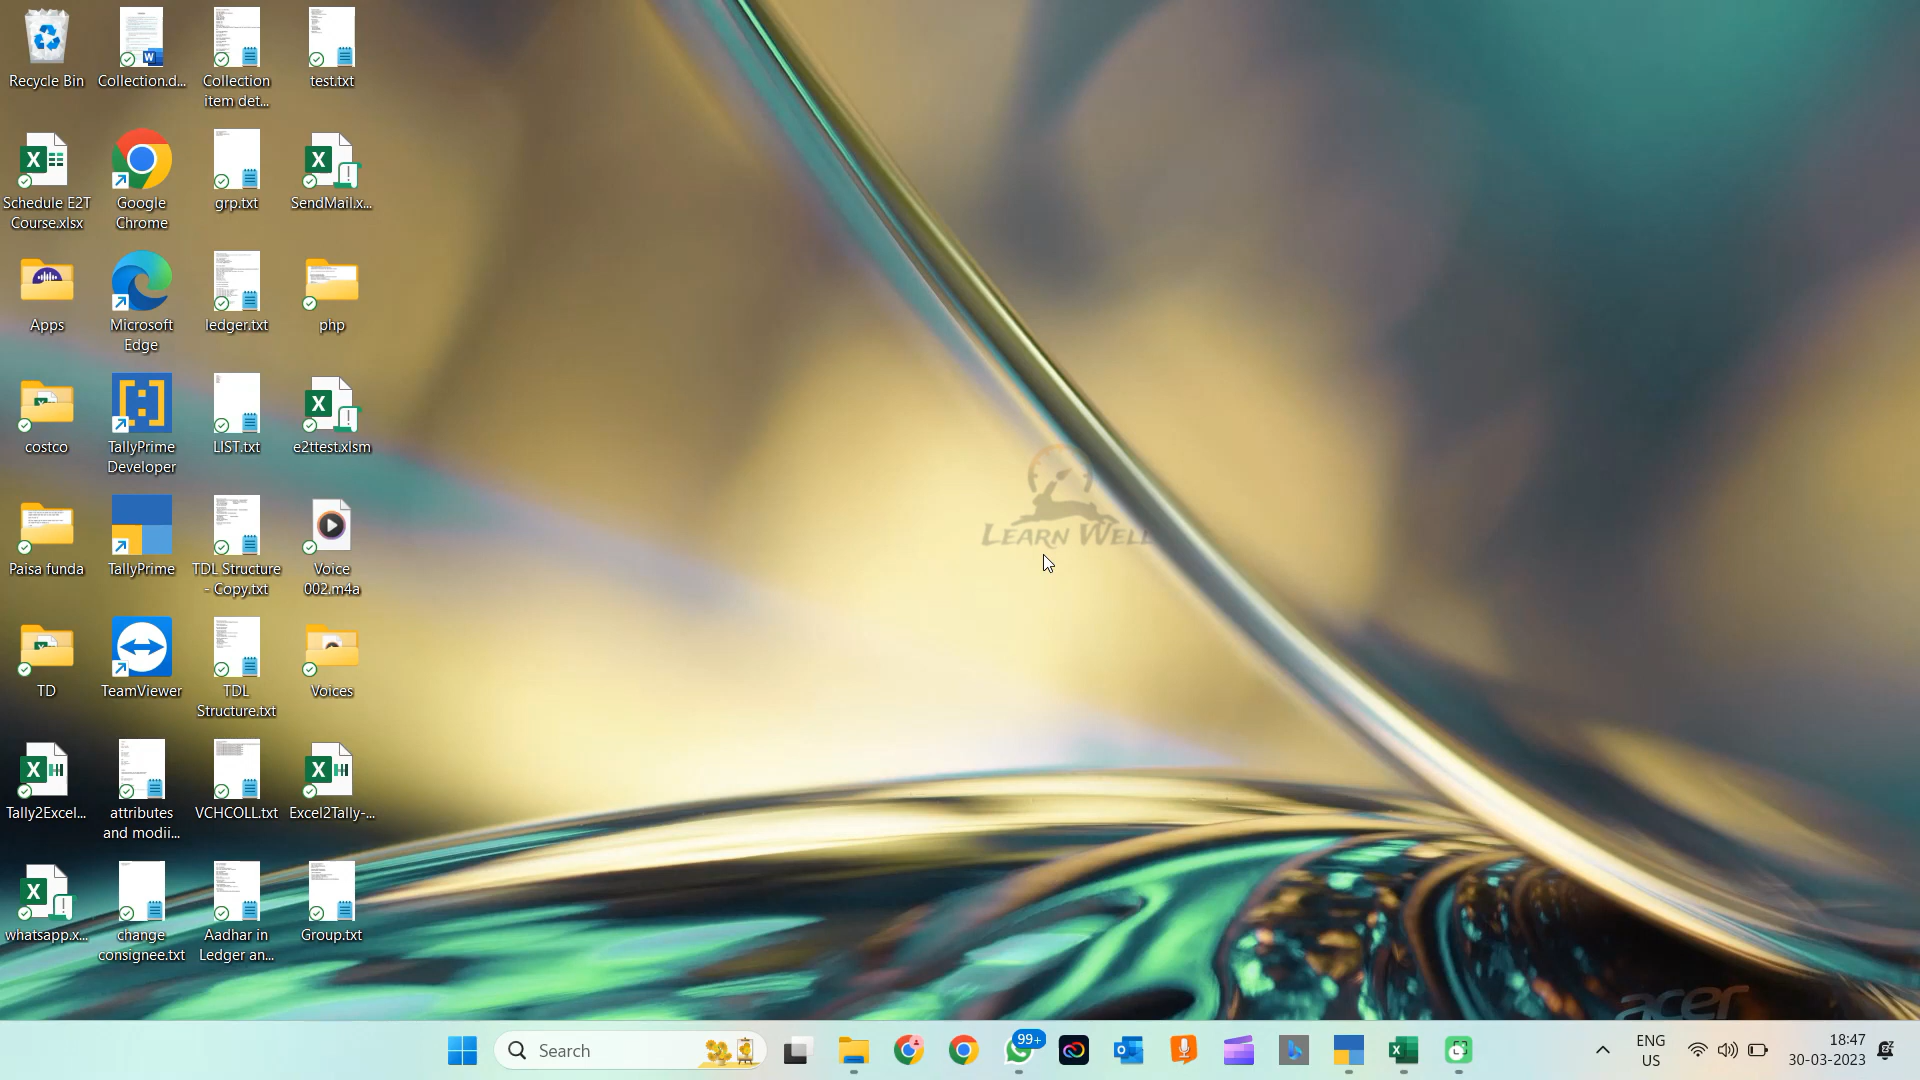 Recycle Bin
Collection.d...
Collection
item det...
test.txt
Schedule E2T
Course.xlsx
Google
Chrome
grp.txt
SendMail.x...
Apps
Microsoft
Edge
ledger.txt
php
costco
TallyPrime
Developer
LIST.txt
e2ttest.xlsm
Paisa funda
TallyPrime
TDL Structure
- Copy.txt
Voice
002.m4a
TD
TeamViewer
TDL
Structure.txt
Voices
Tally2Excel...
attributes
and modii...
VCHCOLL.txt
Excel2Tally-...
whatsapp.x...
change
consignee.txt
Aadhar in
Ledger an...
Group.txt
LEARN WELL
acer
Search
99+
ENG
US
18:47
30-03-2023